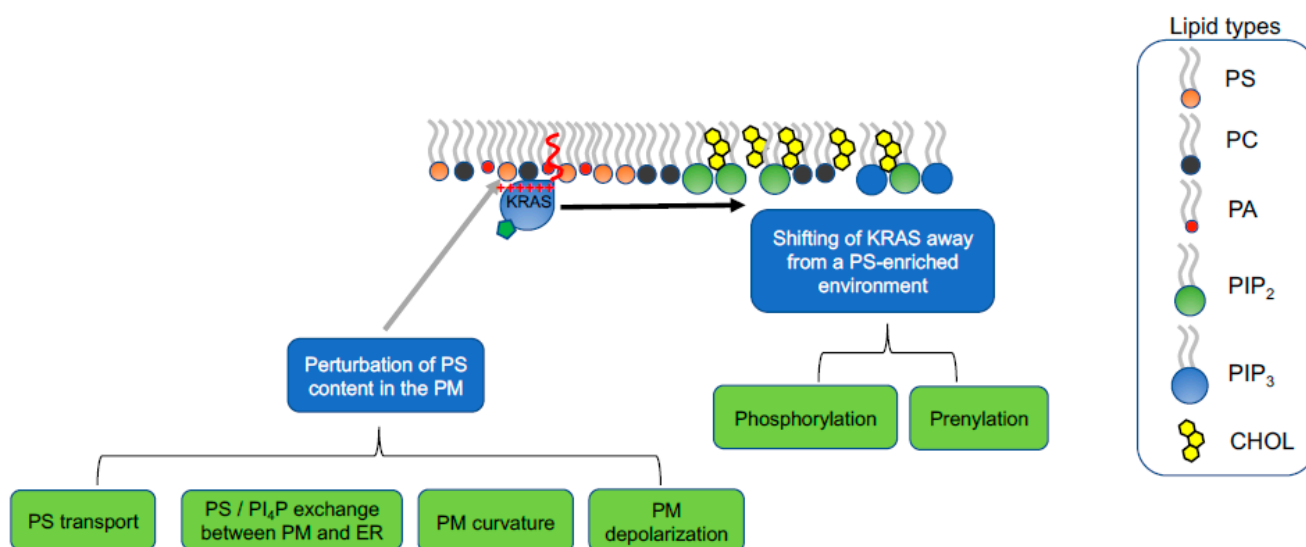 Lipid types
PS
PC
PA
PIP2
PIP3
CHOL
++++++
KRAS
Shifting of KRAS away
from a PS-enriched
environment
Perturbation of PS
content in the PM
Phosphorylation
Prenylation
PS transport
PS / PI4P exchange
between PM and ER
PM curvature
PM
depolarization